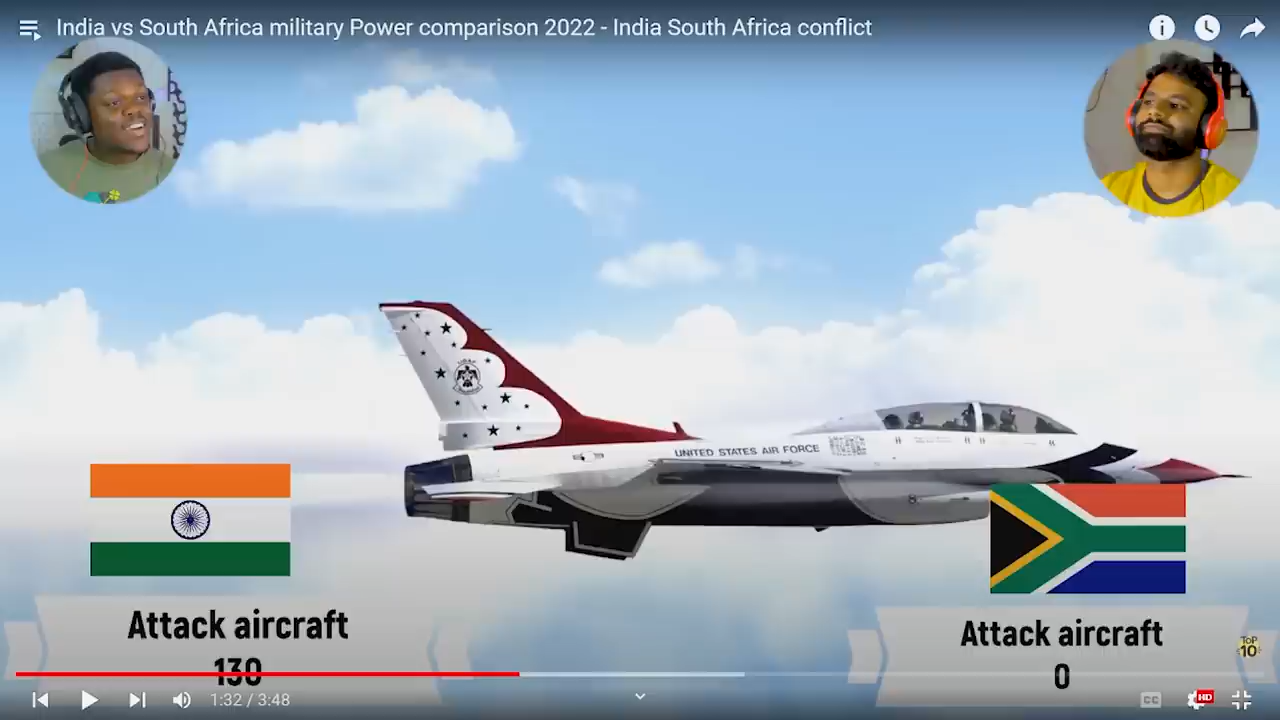 India vs South Africa military Power comparison 2022 - India South Africa conflict
UNITED STATES AIR FORCE
Attack aircraft
130
Attack aircraft
0
TOP
10
1:32 / 3:48
CC
HD